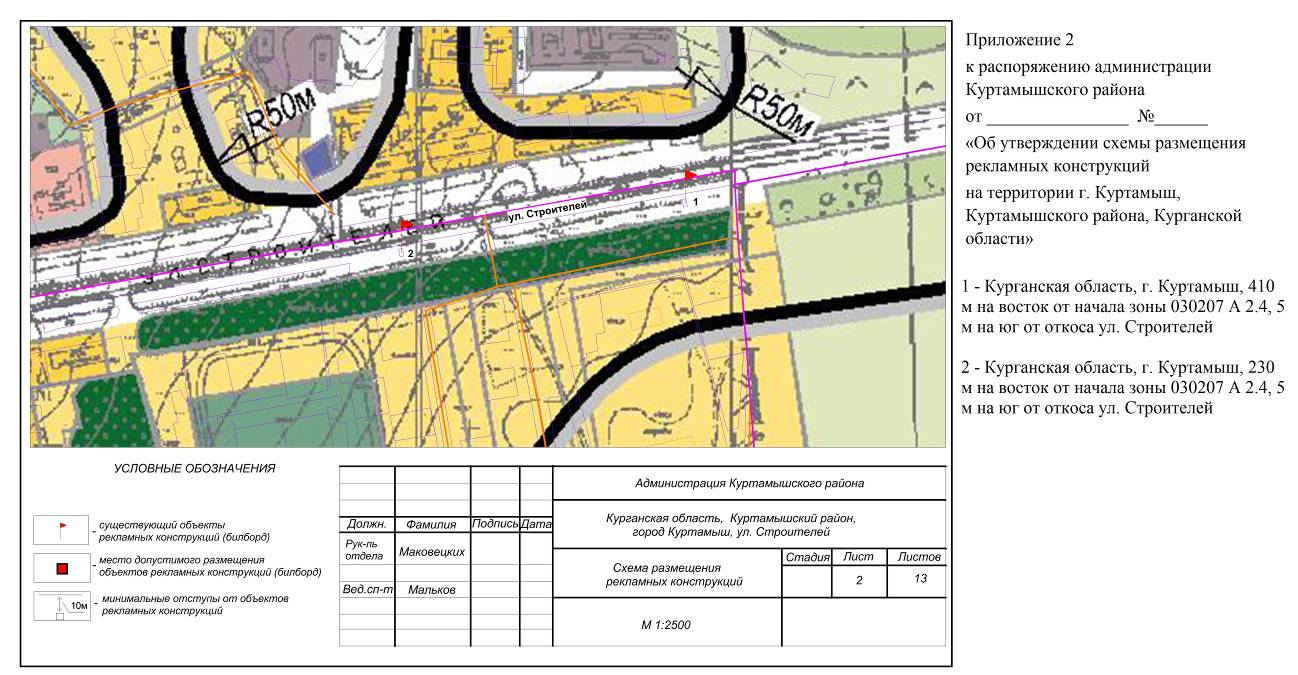 R50м
R50м
ул. Строителей
1
2
УЛ СТРОИТЕЛЕЙ
Приложение 2
к распоряжению администрации
Куртамышского района
от ___________________ №______
«Об утверждении схемы размещения
рекламных конструкций
на территории г. Куртамыш,
Куртамышского района, Курганской
области»
1 - Курганская область, г. Куртамыш, 410
м на восток от начала зоны 030207 А 2.4, 5
м на юг от откоса ул. Строителей
2 - Курганская область, г. Куртамыш, 230
м на восток от начала зоны 030207 А 2.4, 5
м на юг от откоса ул. Строителей
УСЛОВНЫЕ ОБОЗНАЧЕНИЯ
- существующий объекты
рекламных конструкций (билборд)
- место допустимого размещения
объектов рекламных конструкций (билборд)
10м
- минимальные отступы от объектов
рекламных конструкций
Должн. Фамилия Подпись Дата
Рук-ль
отдела Маковецких
Вед.сп-т Мальков
Администрация Куртамышского района
Курганская область, Куртамышский район,
город Куртамыш, ул. Строителей
Схема размещения
рекламных конструкций
Стадия Лист Листов
2 13
М 1:2500